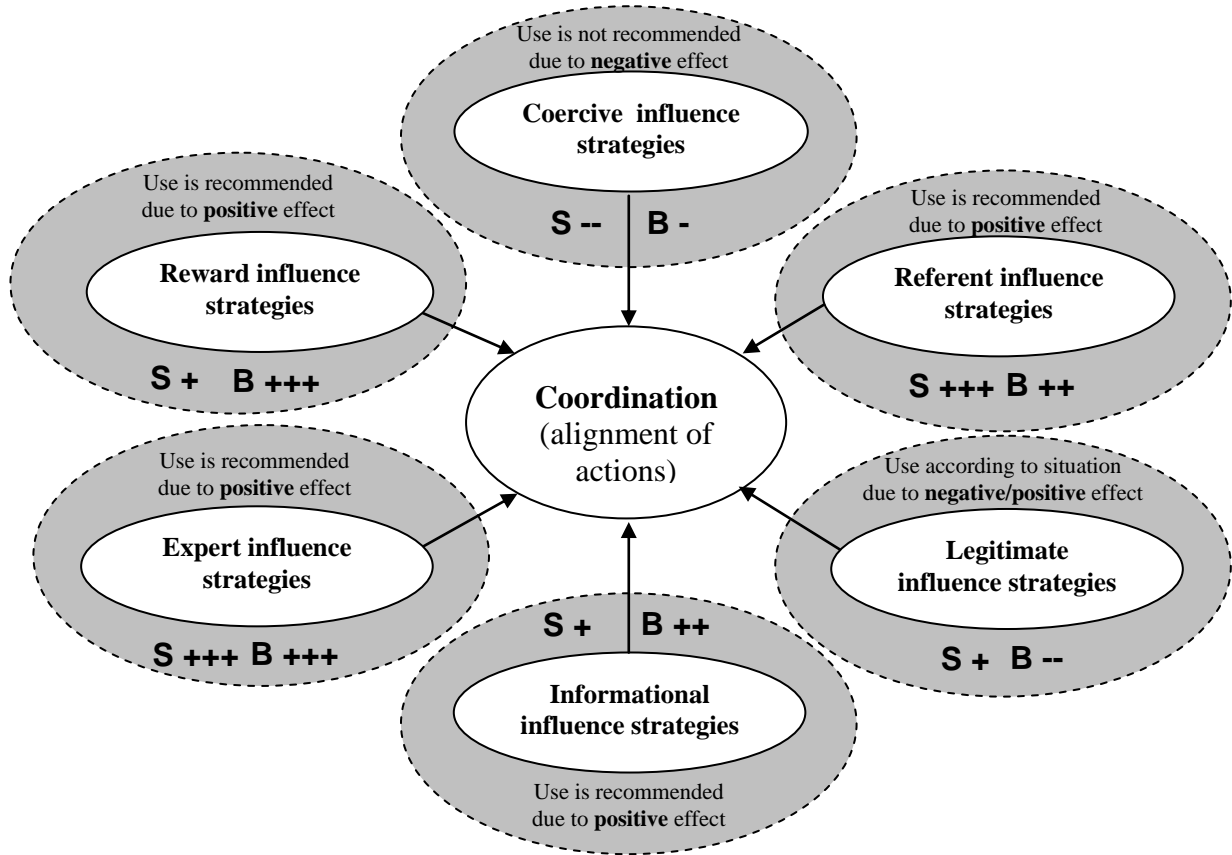 Use is not recommended
due to negative effect
Coercive influence
strategies
S -- B -
Use is recommended
due to positive effect
Reward influence
strategies
S + B +++
Use is recommended
due to positive effect
Referent influence
strategies
S +++ B ++
Coordination
(alignment of
actions)
Use is recommended
due to positive effect
Expert influence
strategies
S +++ B +++
Use according to situation
due to negative/positive effect
Legitimate
influence strategies
S + B --
S + B ++
Informational
influence strategies
Use is recommended
due to positive effect